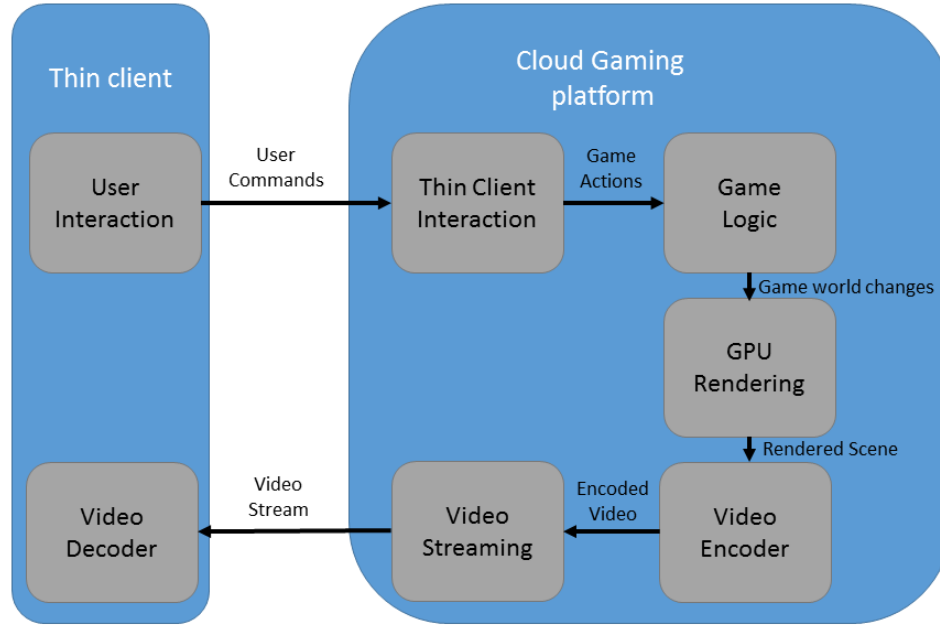 Thin client
Cloud Gaming
platform
User
Interaction
User
Commands
Thin Client
Interaction
Game
Actions
Game
Logic
Game world changes
GPU
Rendering
Rendered Scene
Video
Decoder
Video
Stream
Video
Streaming
Encoded
Video
Video
Encoder